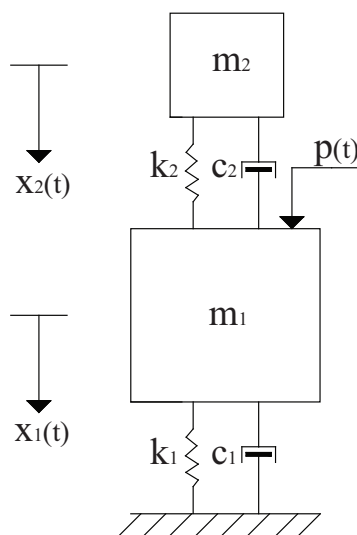 m₂
k₂ c₂ p(t)
x₂(t)
m₁
x₁(t)
k₁ c₁